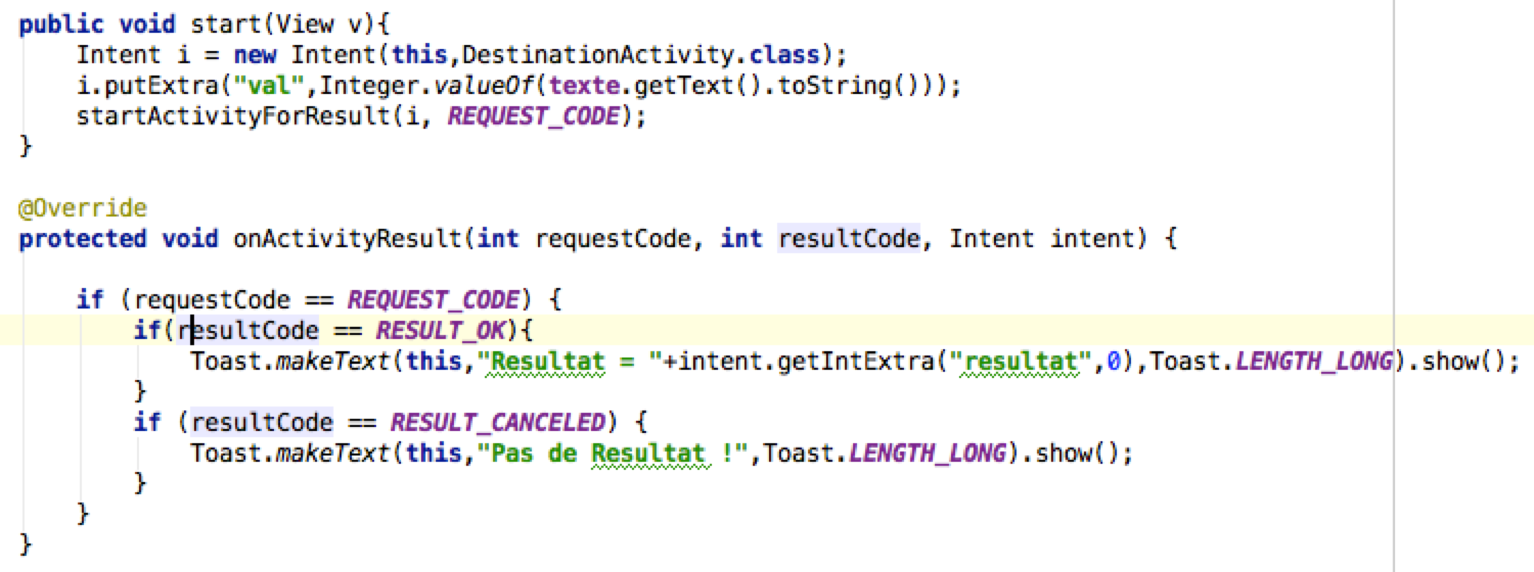 public void start(View v){
    Intent i = new Intent(this,DestinationActivity.class);
    i.putExtra("val",Integer.valueOf(texte.getText().toString()));
    startActivityForResult(i, REQUEST_CODE);
}

@Override
protected void onActivityResult(int requestCode, int resultCode, Intent intent) {

    if (requestCode == REQUEST_CODE) {
        if(resultCode == RESULT_OK){
            Toast.makeText(this,"Resultat = "+intent.getIntExtra("resultat",0),Toast.LENGTH_LONG).show();
        }
        if (resultCode == RESULT_CANCELED) {
            Toast.makeText(this,"Pas de Resultat !",Toast.LENGTH_LONG).show();
        }
    }
}